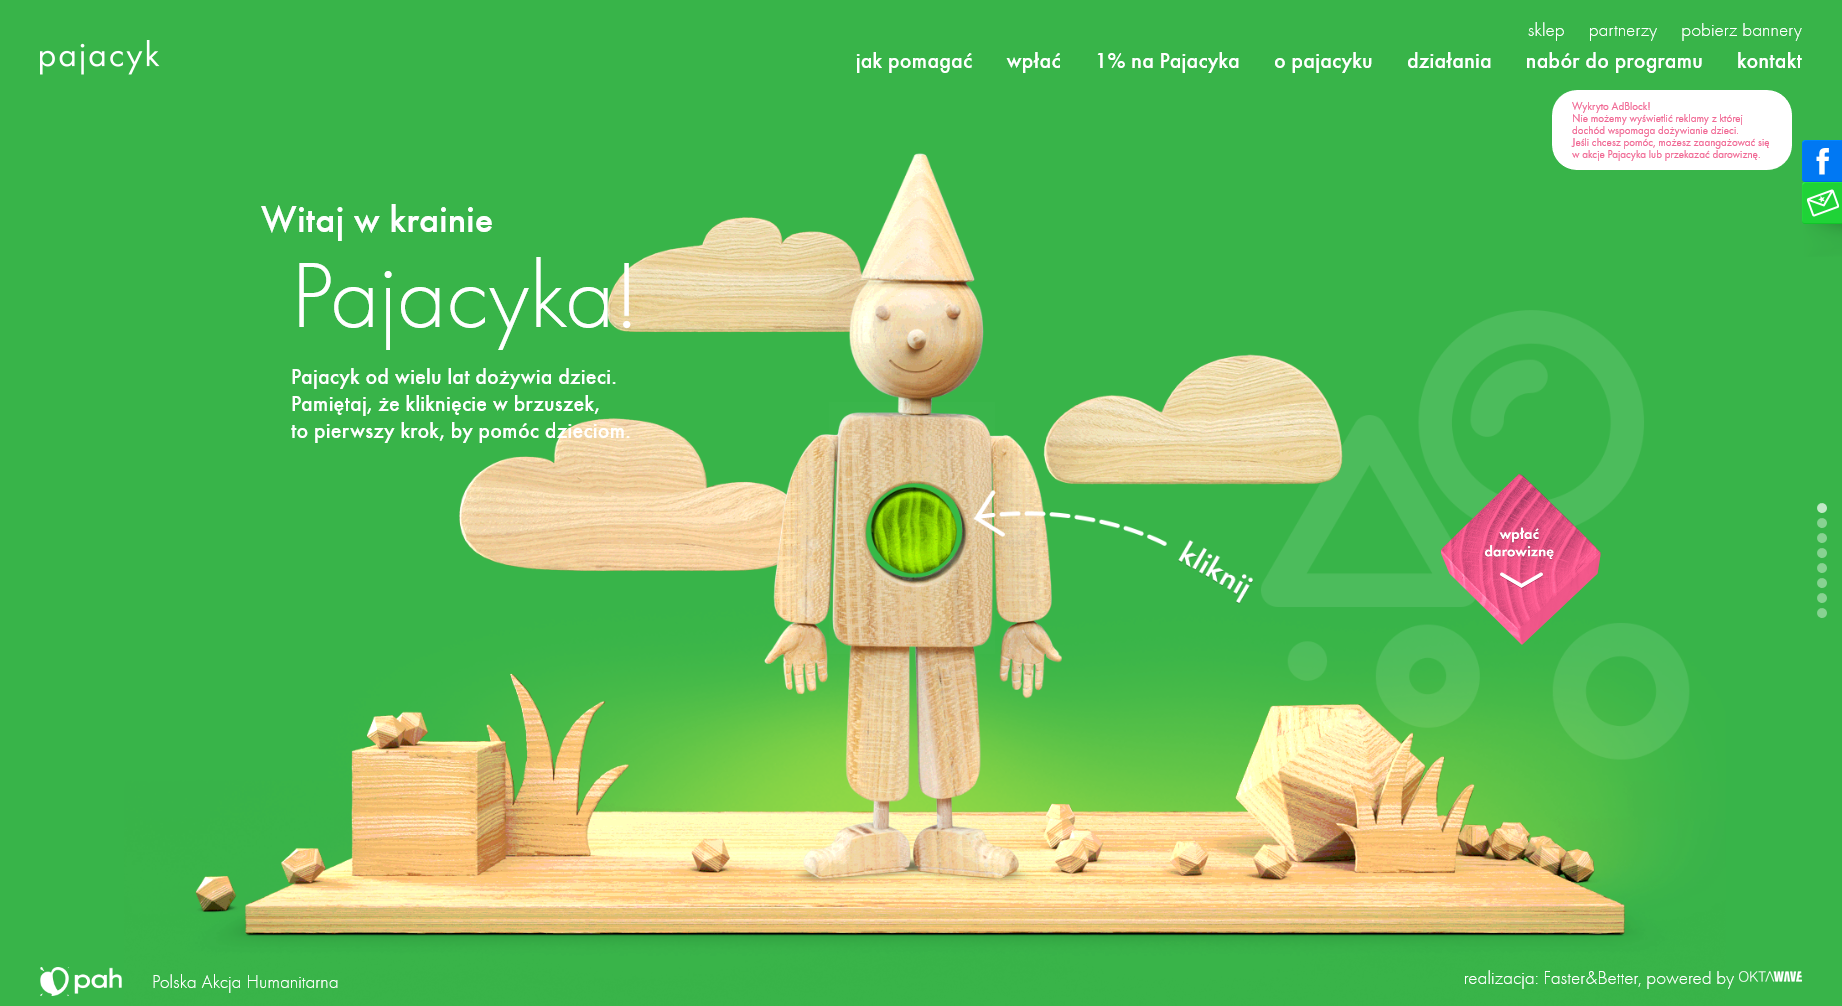 sklep partnerzy pobierz bannery
pajacyk
jak pomagać wpłać 1% na Pajacyka o pajacyku działania nabór do programu kontakt
Wykryto AdBlock!
Nie możemy wyświetlić reklamy z której
dochód wspomaga dożywianie dzieci.
Jeśli chcesz pomóc, możesz zaangażować się
w akcje Pajacyka lub przekazać darowiznę.
f
Witaj w krainie
Pajacyka!
Pajacyk od wielu lat dożywia dzieci.
Pamiętaj, że kliknięcie w brzuszek,
to pierwszy krok, by pomóc dzieciom.
kliknij
wpłać
darowiznę
pah Polska Akcja Humanitarna
realizacja: Faster&Better, powered by OKTAWAVE